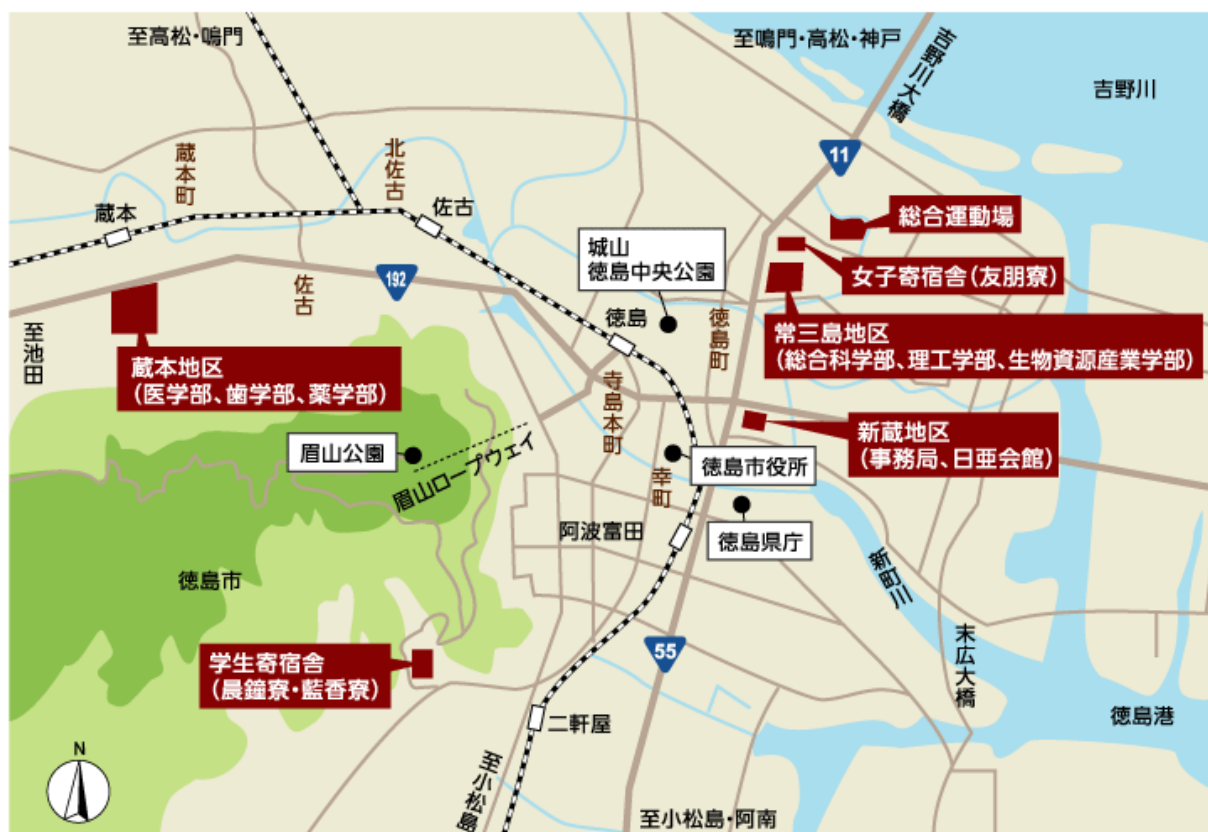 至高松・鳴門
至鳴門・高松・神戸
吉野川大橋
吉野川
11
蔵本町
北佐古
蔵本
佐古
総合運動場
城山
徳島中央公園
女子寄宿舎(友朋寮)
192
佐古
徳島
徳島町
常三島地区
(総合科学部、理工学部、生物資源産業学部)
至池田
蔵本地区
(医学部、歯学部、薬学部)
寺島本町
新蔵地区
(事務局、日亜会館)
眉山公園
眉山ロープウェイ
幸町
徳島市役所
阿波富田
徳島県庁
新町川
徳島市
末広大橋
学生寄宿舎
(晨鐘寮・藍香寮)
55
徳島港
二軒屋
N
至小松島
至小松島・阿南